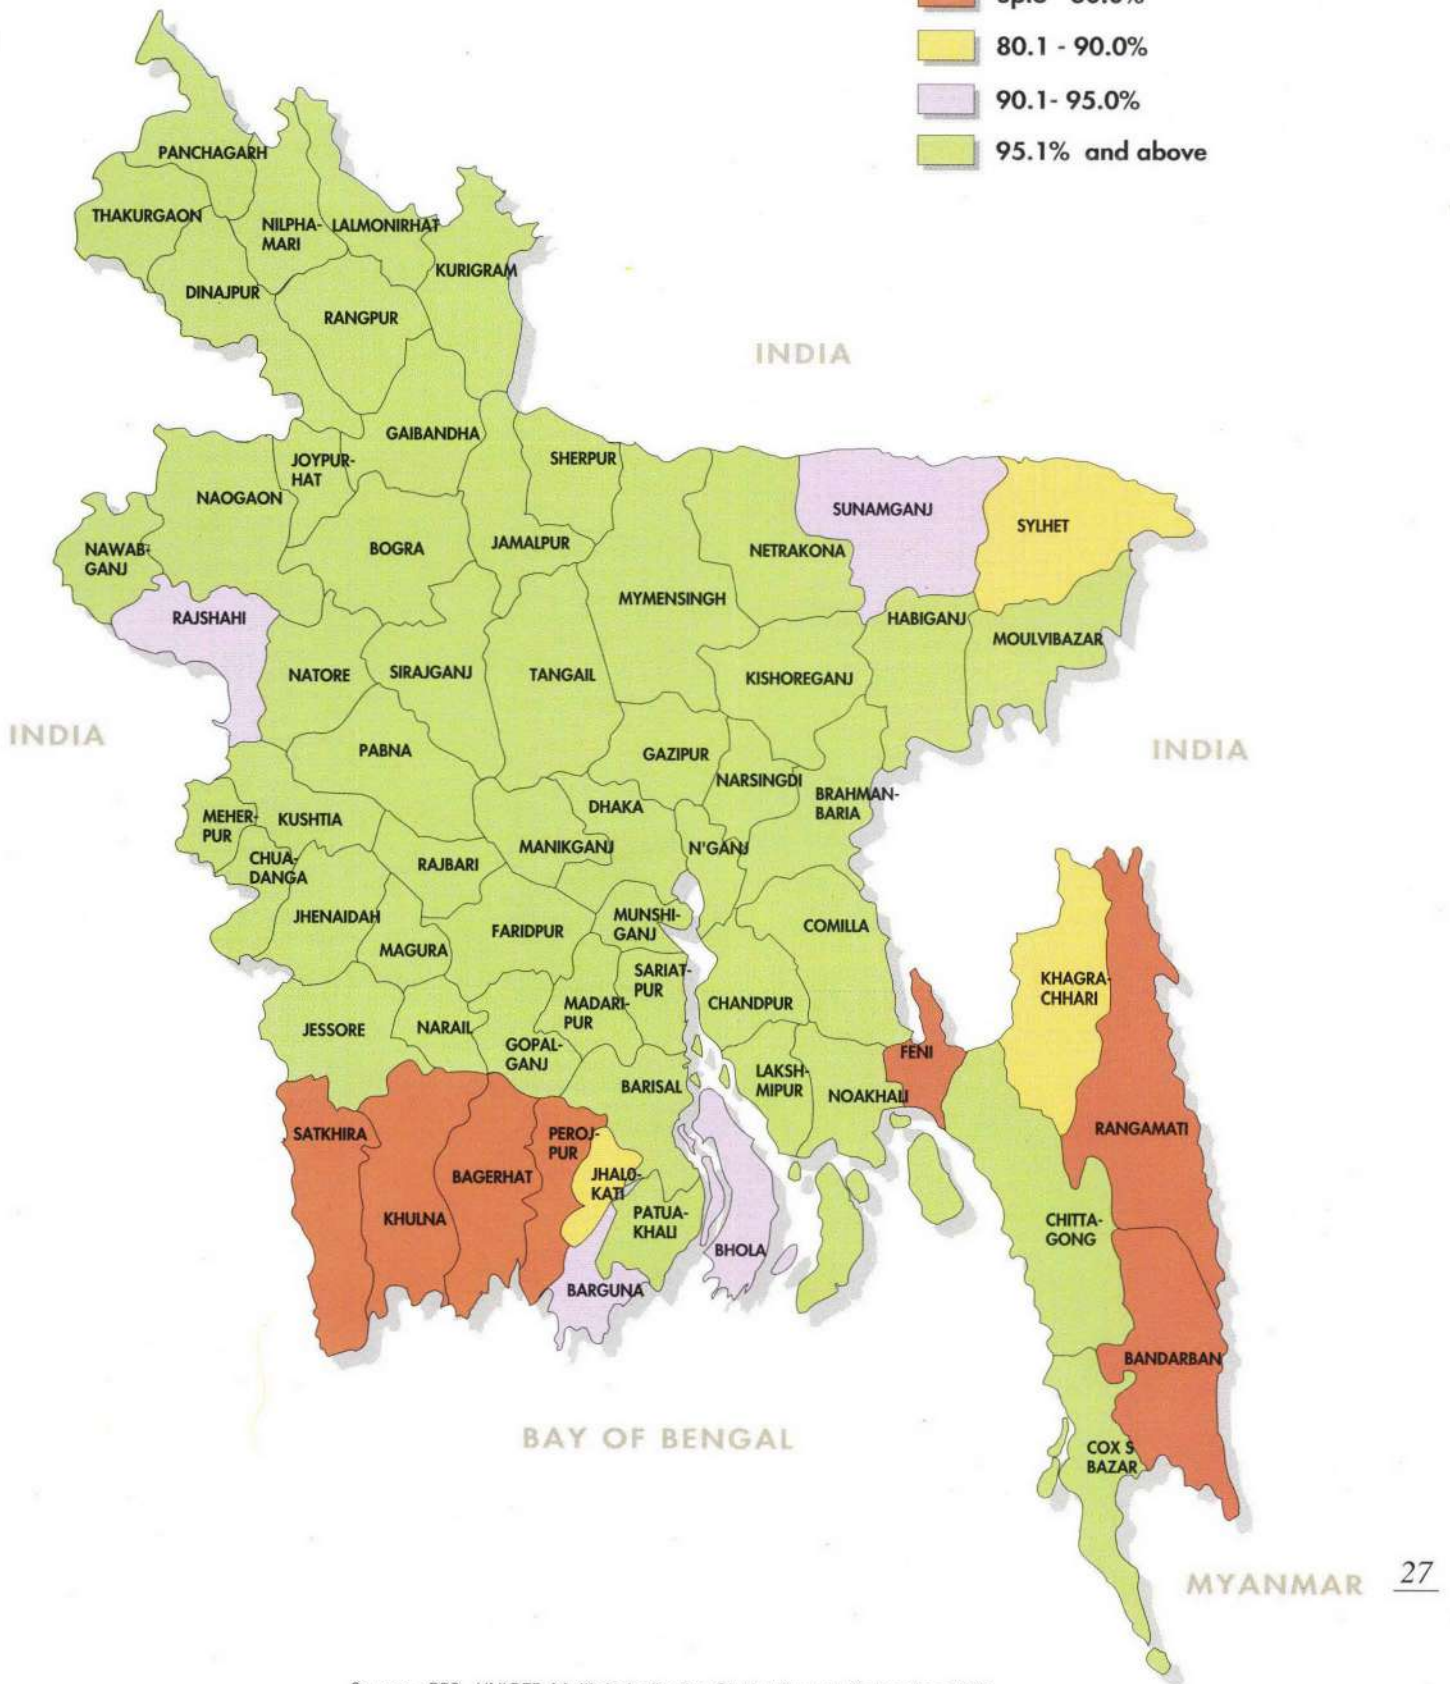 80.1 - 90.0%
90.1- 95.0%
95.1% and above
PANCHAGARH
THAKURGAON
NILPHA-
MARI
LALMONIRHAT
KURIGRAM
DINAJPUR
RANGPUR
INDIA
GAIBANDHA
JOYPUR-
HAT
SHERPUR
NAOGAON
SUNAMGANJ
SYLHET
NAWAB-
GANJ
BOGRA
JAMALPUR
NETRAKONA
MYMENSINGH
RAJSHAHI
HABIGANJ
MOULVIBAZAR
NATORE
SIRAJGANJ
TANGAIL
KISHOREGANJ
INDIA
PABNA
GAZIPUR
INDIA
NARSINGDI
BRAHMAN-
BARIA
MEHER-
PUR
KUSHTIA
DHAKA
MANIKGANJ
N'GANJ
CHUA-
DANGA
RAJBARI
JHENAIDAH
MAGURA
FARIDPUR
MUNSHI-
GANJ
COMILLA
SARIAT-
PUR
KHAGRA-
CHHARI
MADARI-
PUR
CHANDPUR
JESSORE
NARAIL
GOPAL-
GANJ
FENI
BARISAL
LAKSH-
MIPUR
NOAKHALI
SATKHIRA
PEROJ-
PUR
RANGAMATI
BAGERHAT
JHALO-
KATI
KHULNA
PATUA-
KHALI
CHITTA-
GONG
BHOLA
BARGUNA
BANDARBAN
BAY OF BENGAL
COX S
BAZAR
MYANMAR
27